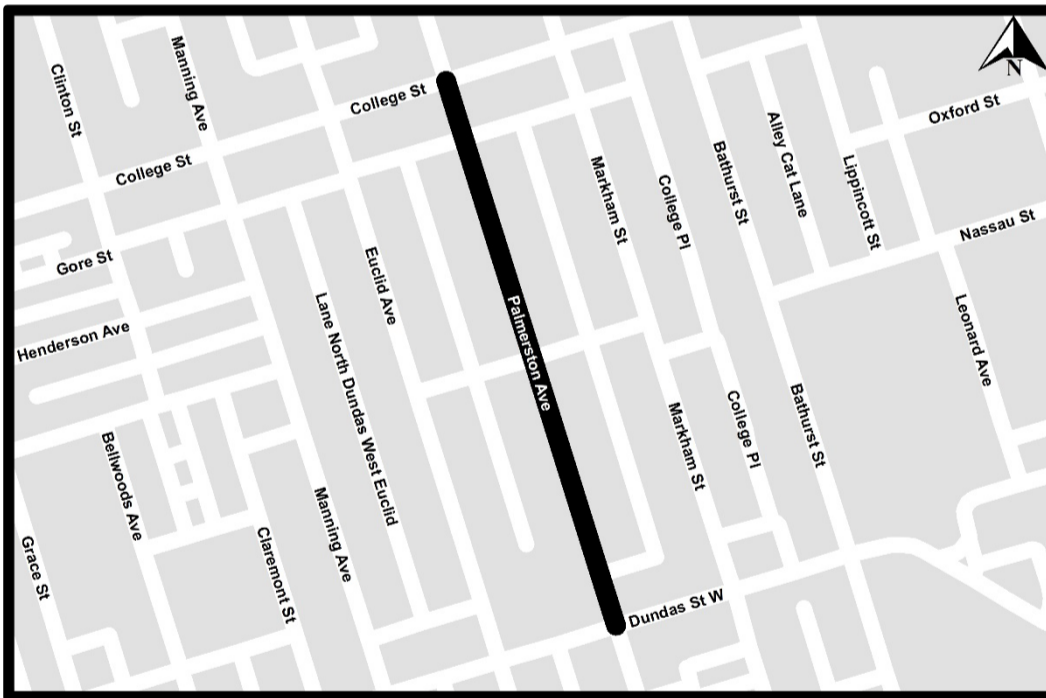 Clinton St
Manning Ave
College St
College St
Gore St
Henderson Ave
Euclid Ave
Lane North Dundas West Euclid
Palmerston Ave
Markham St
College Pl
Bathurst St
Alley Cat Lane
Lippincott St
Oxford St
N
Nassau St
Leonard Ave
Bellwoods Ave
Grace St
Claremont St
Manning Ave
Markham St
College Pl
Bathurst St
Dundas St W